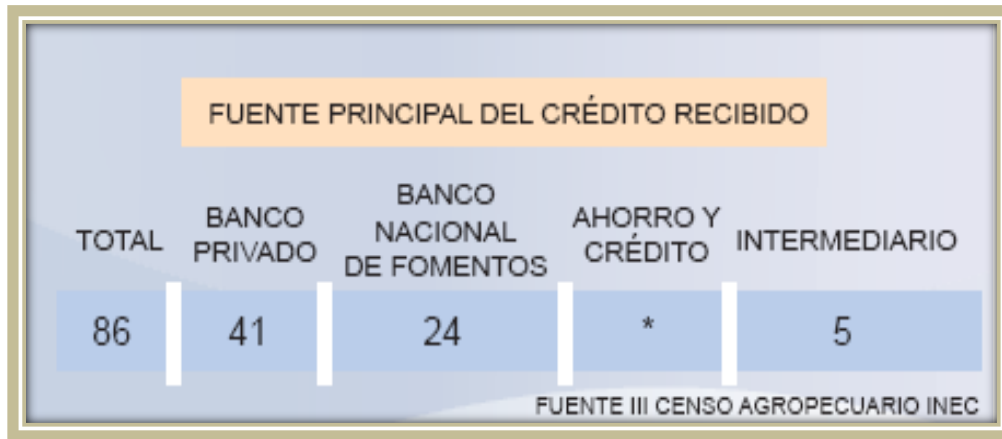 FUENTE PRINCIPAL DEL CRÉDITO RECIBIDO
TOTAL
BANCO
PRIVADO
BANCO
NACIONAL
DE FOMENTOS
AHORRO Y
CRÉDITO
INTERMEDIARIO
86 41 24 * 5
FUENTE III CENSO AGROPECUARIO INEC